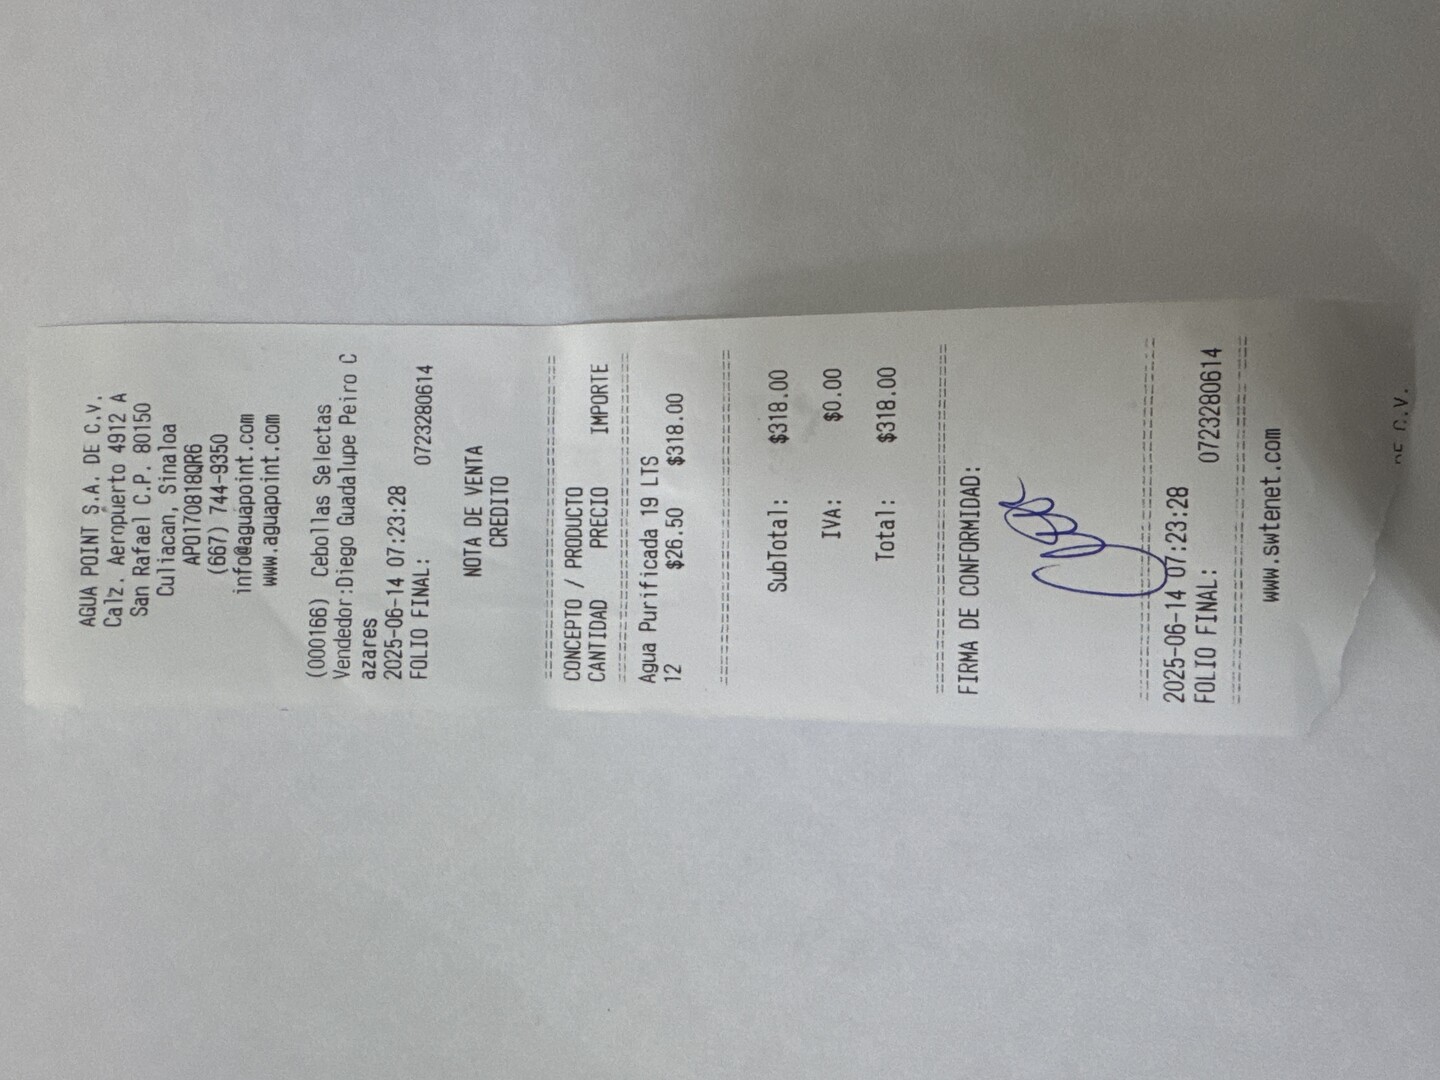 AGUA POINT S.A. DE C.V.
Calz. Aeropuerto 4912 A
San Rafael C.P. 80150
Culiacan, Sinaloa
APO170818QR6
(667) 744-9350
info@aguapoint.com
www.aguapoint.com
(000166) Cebollas Selectas
Vendedor:Diego Guadalupe Peiro C
azares
2025-06-14 07:23:28
FOLIO FINAL: 0723280614
NOTA DE VENTA
CREDITO
================================
CONCEPTO / PRODUCTO
CANTIDAD PRECIO IMPORTE
================================
Agua Purificada 19 LTS
12 $26.50 $318.00
================================
SubTotal: $318.00
IVA: $0.00
Total: $318.00
================================
FIRMA DE CONFORMIDAD:
================================
2025-06-14 07:23:28
FOLIO FINAL: 0723280614
================================
www.swtenet.com
C.V.